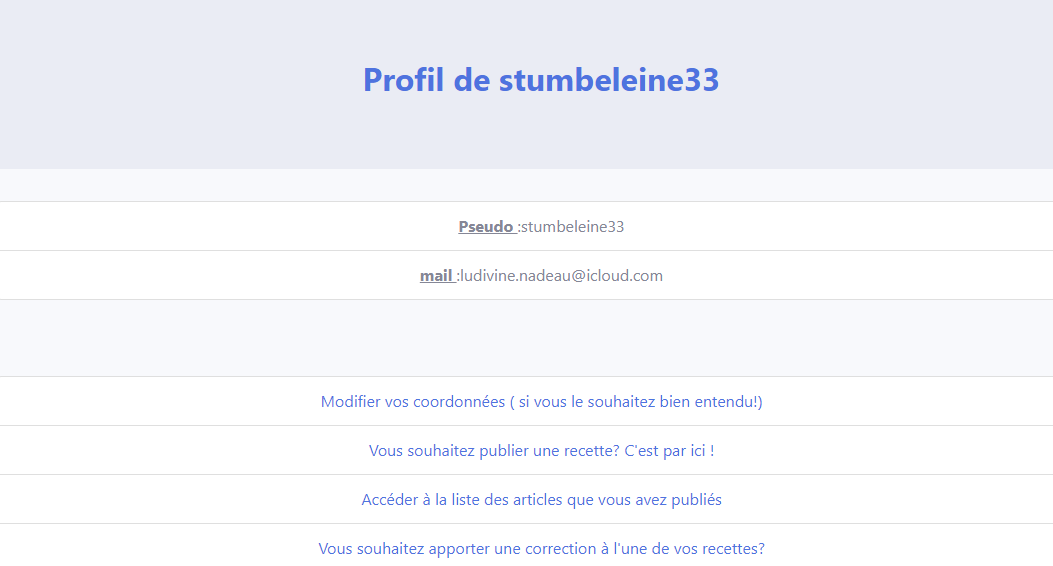 Profil de stumbeleine33
Pseudo :stumbeleine33
mail :ludivine.nadeau@icloud.com
Modifier vos coordonnées ( si vous le souhaitez bien entendu!)
Vous souhaitez publier une recette? C'est par ici !
Accéder à la liste des articles que vous avez publiés
Vous souhaitez apporter une correction à l'une de vos recettes?